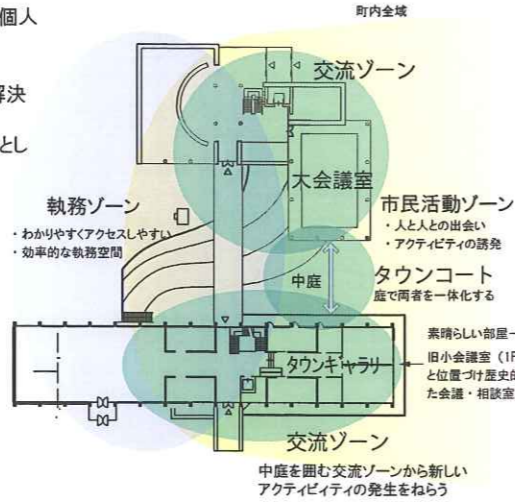 個人
町内全域
解決
とし
交流ゾーン
大会議室
執務ゾーン
・わかりやすくアクセスしやすい
・効率的な執務空間
市民活動ゾーン
・人と人との出会い
・アクティビティの誘発
中庭
タウンコート
庭で両者を一体化する
タウンギャラリ
素晴らしい部屋
旧小会議室（1F
と位置づけ歴史的
た会議・相談室
交流ゾーン
中庭を囲む交流ゾーンから新しい
アクティビィティの発生をねらう